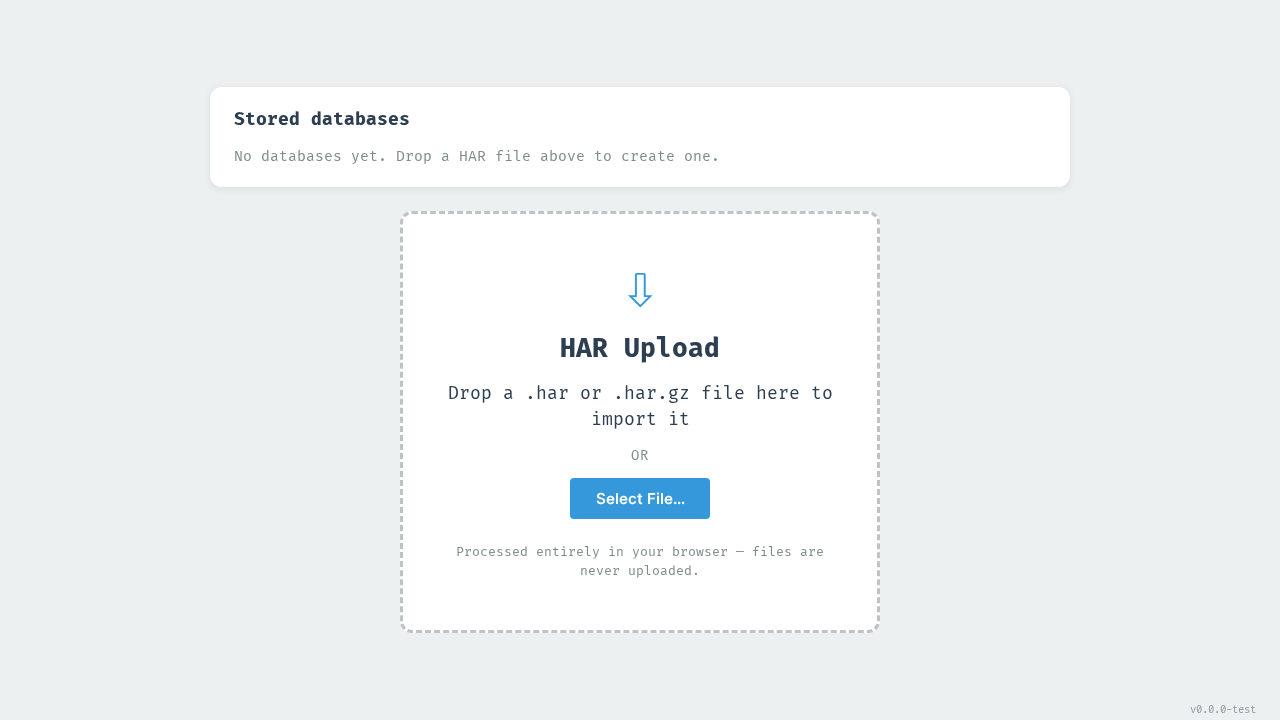 Stored databases
No databases yet. Drop a HAR file above to create one.
HAR Upload
Drop a .har or .har.gz file here to
import it
OR
Select File…
Processed entirely in your browser — files are
never uploaded.
v0.0.0-test